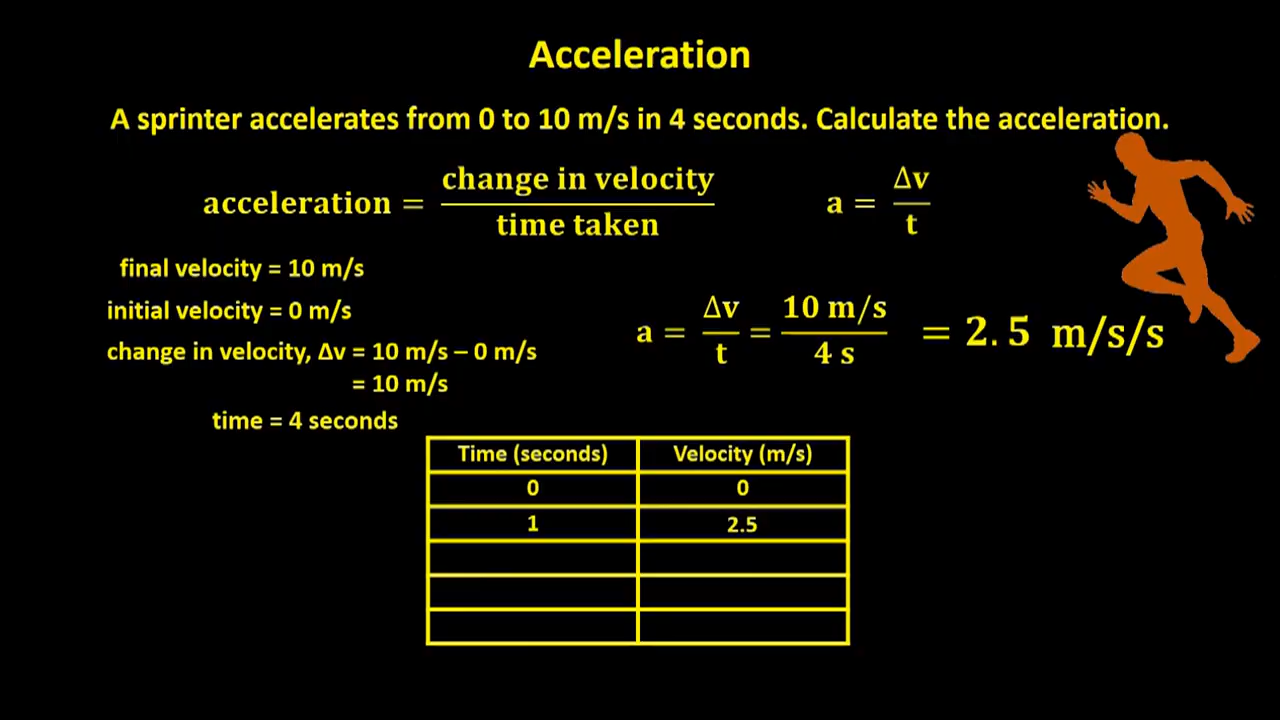 Acceleration
A sprinter accelerates from 0 to 10 m/s in 4 seconds. Calculate the acceleration.
acceleration = change in velocity / time taken
a = Δv / t
final velocity = 10 m/s
initial velocity = 0 m/s
change in velocity, Δv = 10 m/s – 0 m/s
= 10 m/s
time = 4 seconds
a = Δv / t = 10 m/s / 4 s = 2.5 m/s/s
Time (seconds) Velocity (m/s)
0 0
1 2.5